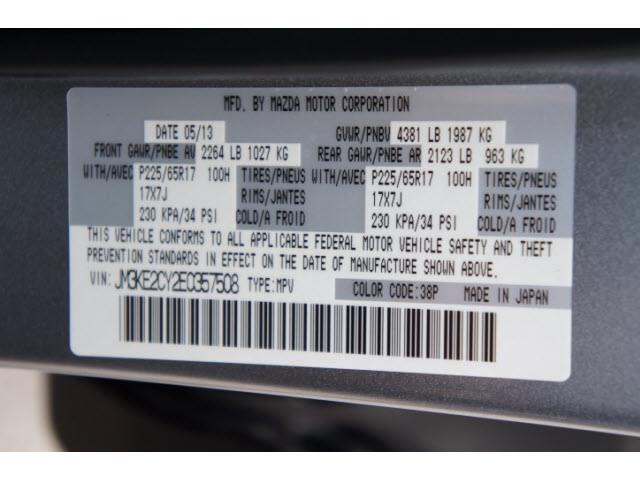 MFD. BY MAZDA MOTOR CORPORATION
DATE 05/13 GVWR/PNBV 4381 LB 1987 KG
FRONT GAWR/PNBE AV 2264 LB 1027 KG REAR GAWR/PNBE AR 2123 LB 963 KG
WITH/AVEC P225/65R17 100H TIRES/PNEUS WITH/AVEC P225/65R17 100H TIRES/PNEUS
17X7J RIMS/JANTES 17X7J RIMS/JANTES
230 KPA/34 PSI COLD/A FROID 230 KPA/34 PSI COLD/A FROID
THIS VEHICLE CONFORMS TO ALL APPLICABLE FEDERAL MOTOR VEHICLE SAFETY AND THEFT
PREVENTION STANDARDS IN EFFECT ON THE DATE OF MANUFACTURE SHOWN ABOVE.
VIN: JM3KE2CY2E0357508 TYPE:MPV COLOR CODE:38P MADE IN JAPAN